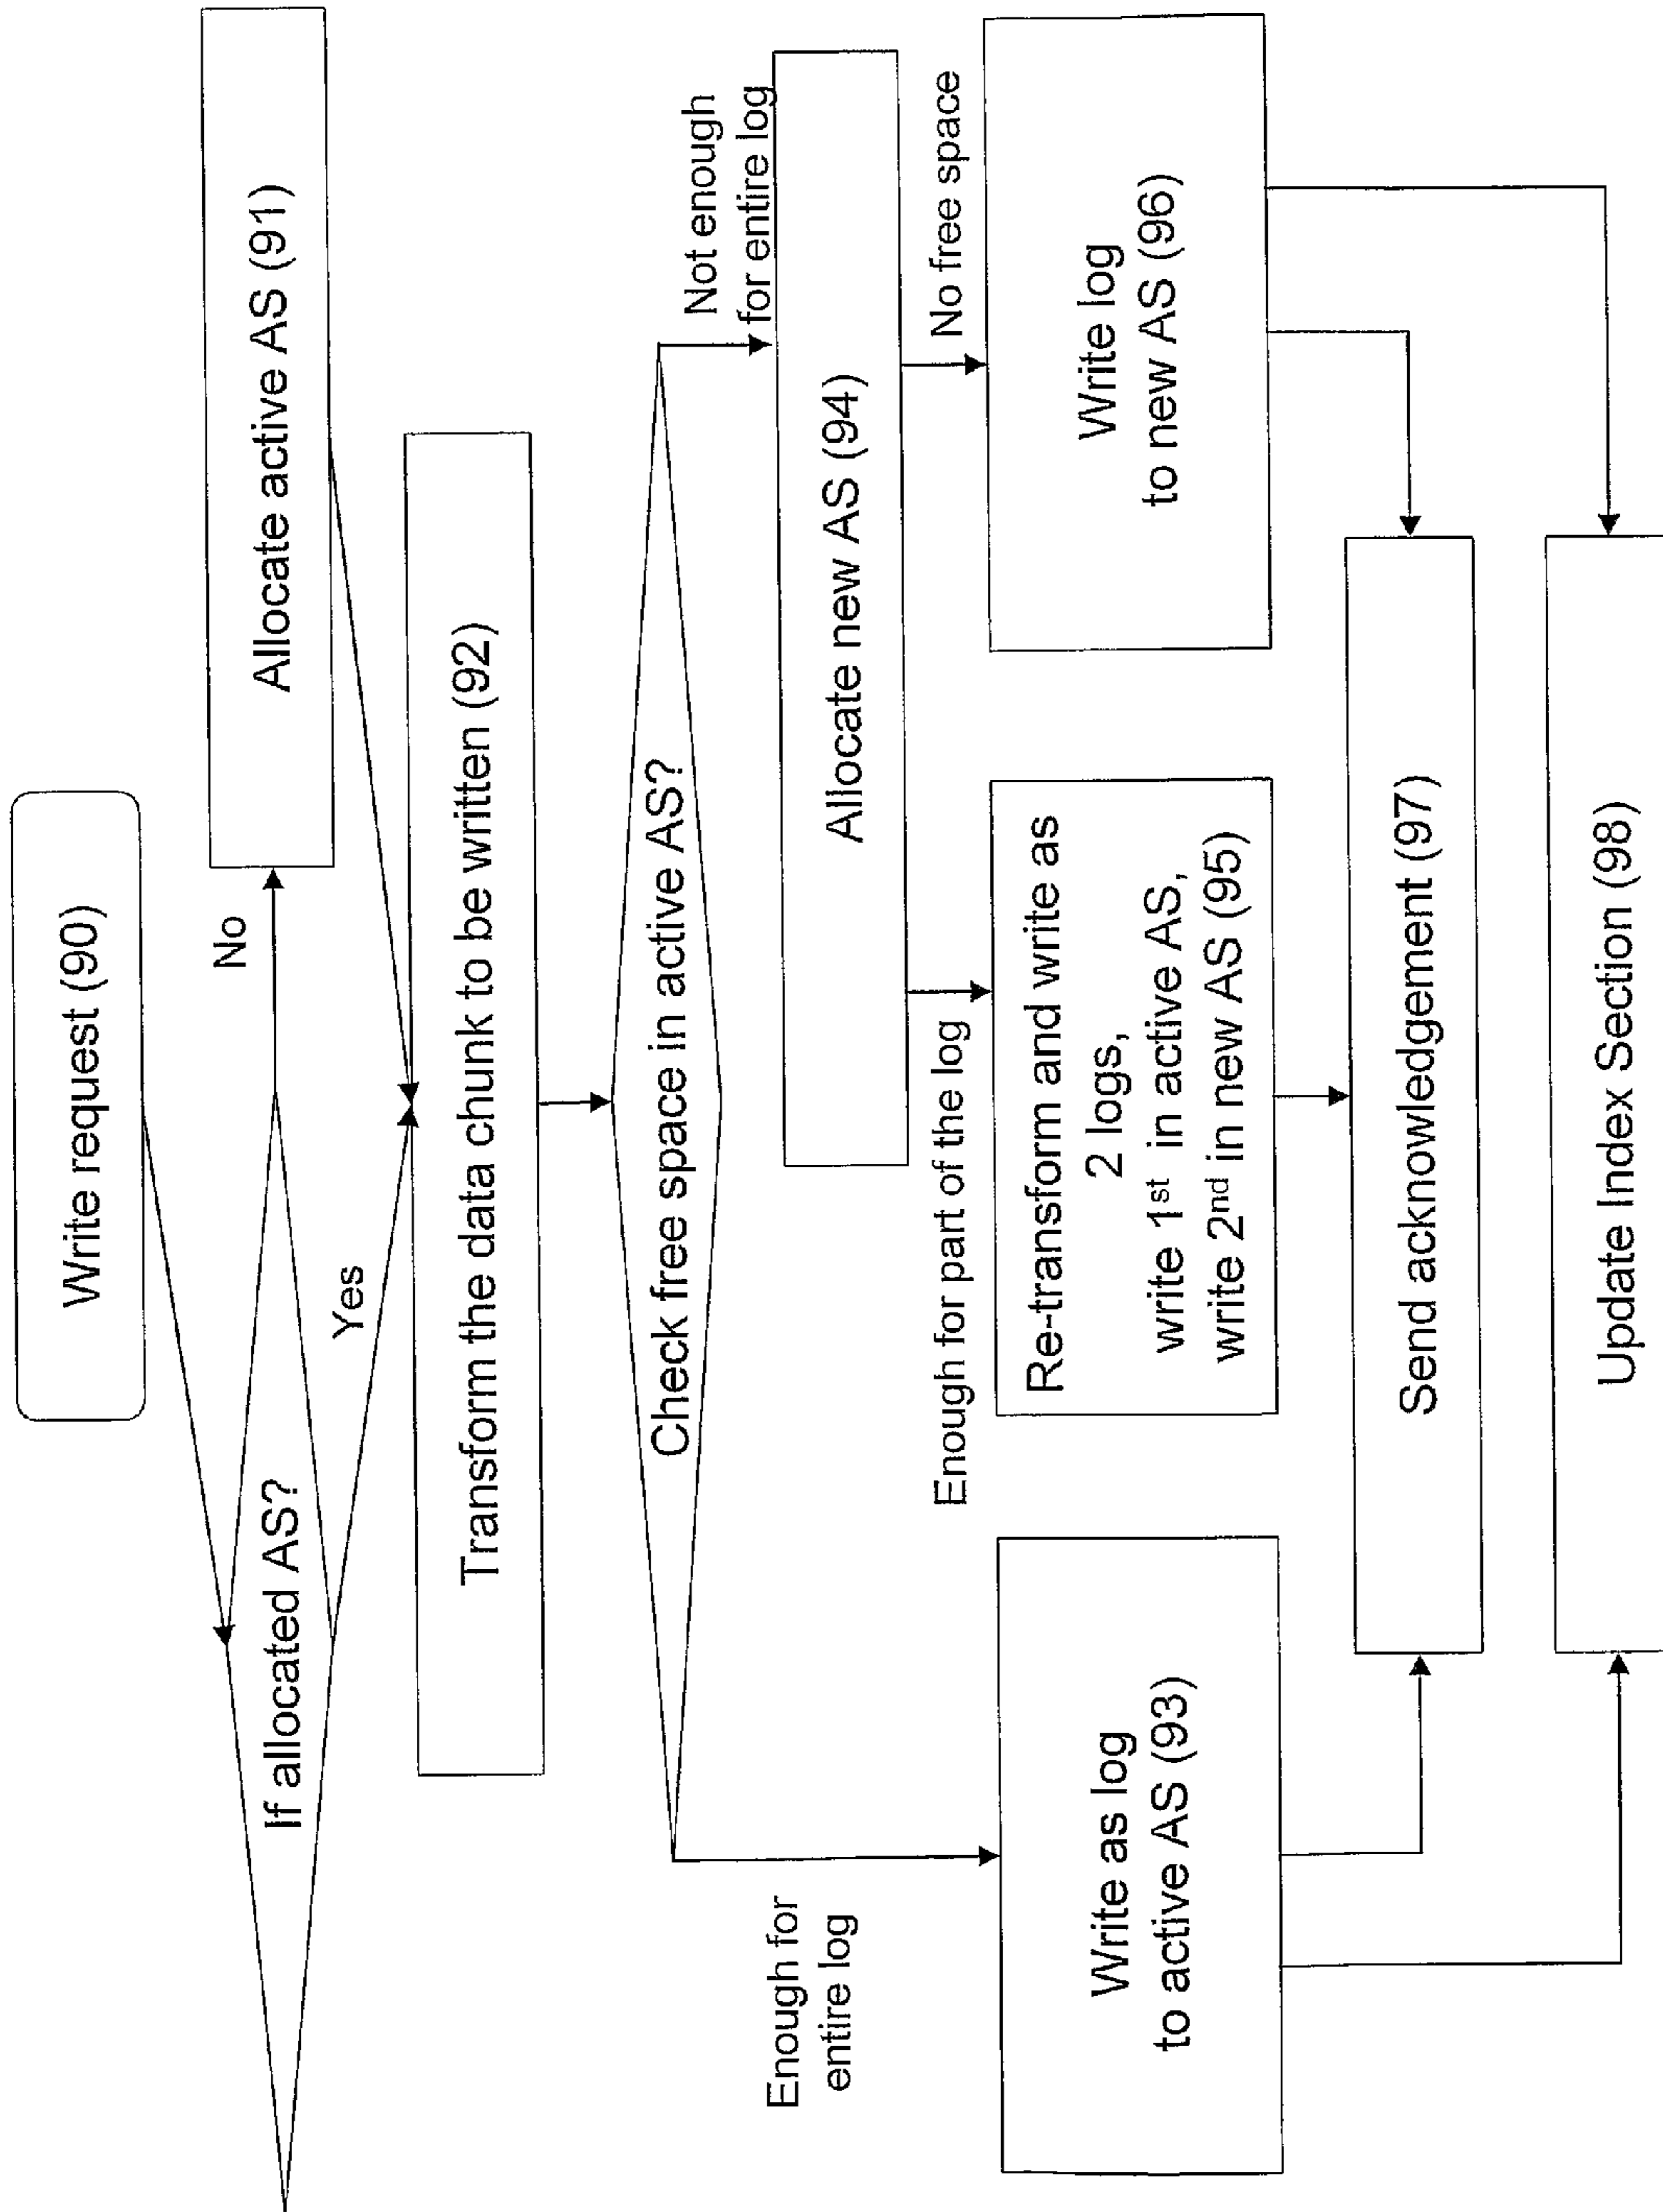 Write request (90)
If allocated AS?
No
Allocate active AS (91)
Yes
Transform the data chunk to be written (92)
Check free space in active AS?
Enough for
entire log
Not enough
for entire log
Allocate new AS (94)
Enough for part of the log
No free space
Write as log
to active AS (93)
Re-transform and write as
2 logs,
write 1st in active AS,
write 2nd in new AS (95)
Write log
to new AS (96)
Send acknowledgement (97)
Update Index Section (98)